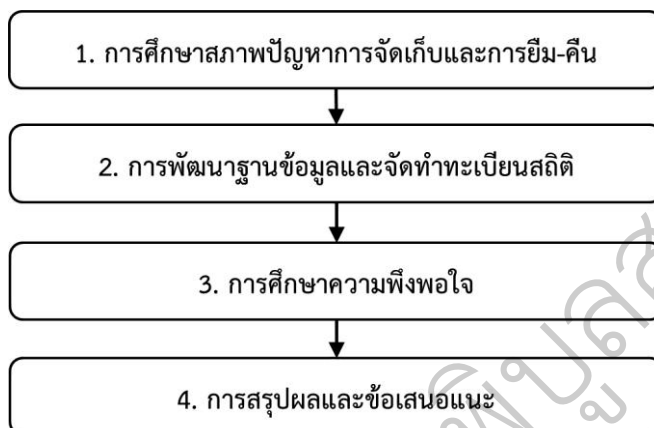 1. การศึกษาสภาพปัญหาการจัดเก็บและการยืม-คืน
2. การพัฒนาฐานข้อมูลและจัดทำทะเบียนสถิติ
3. การศึกษาความพึงพอใจ
4. การสรุปผลและข้อเสนอแนะ